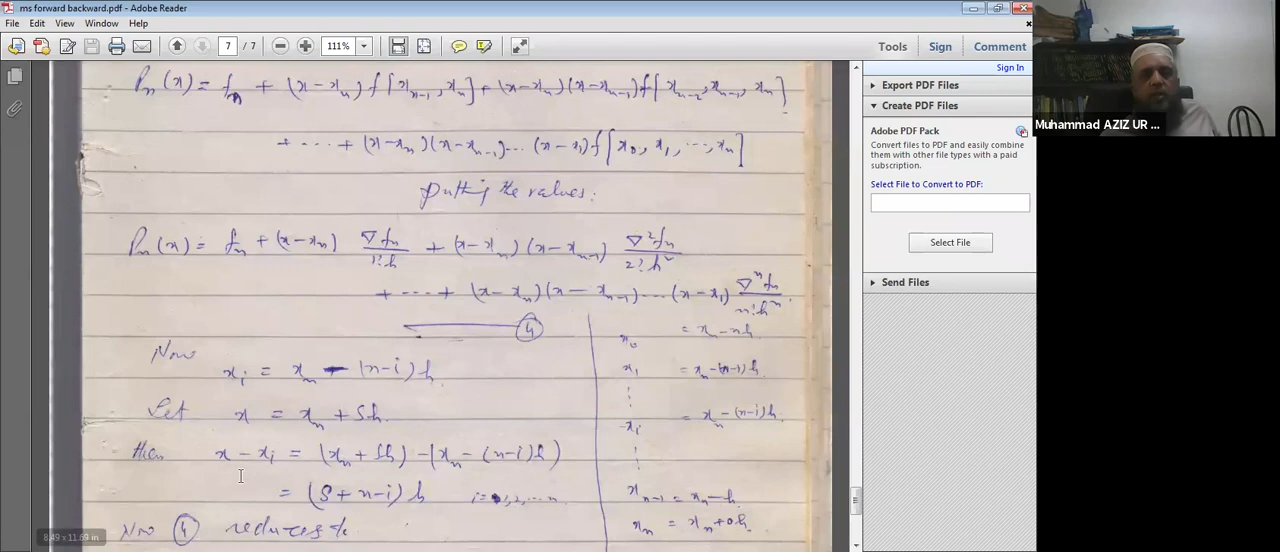 ms forward backward.pdf - Adobe Reader
File Edit View Window Help
7 / 7 111% Tools Sign Comment
Sign In
Export PDF Files
Create PDF Files
Adobe PDF Pack
Convert files to PDF and easily combine
them with other file types with a paid
subscription.
Select File to Convert to PDF:
Select File
Send Files
Muhammad AZIZ UR ...
Pₙ(x) = fₙ + (x-xₙ) f[xₙ₋₁, xₙ] + (x-xₙ)(x-xₙ₋₁) f[xₙ₋₂, xₙ₋₁, xₙ]
+ ... + (x-xₙ)(x-xₙ₋₁)...(x-x₁) f[x₀, x₁, ..., xₙ]
Putting the values.
Pₙ(x) = fₙ + (x-xₙ) ∇fₙ/1!h + (x-xₙ)(x-xₙ₋₁) ∇²fₙ/2!h²
+ ... + (x-xₙ)(x-xₙ₋₁)...(x-x₁) ∇ⁿfₙ/n!hⁿ.
4
Now
xᵢ = xₙ - (n-i)h
Let x = xₙ + Sh
then x - xᵢ = (xₙ + Sh) - (xₙ - (n-i)h)
= (S + n-i) h
Now 4 reduces to
x₀ = xₙ - nh
x₁ = xₙ - (n-1)h.
⋮
xᵢ = xₙ - (n-i)h.
⋮
xₙ₋₁ = xₙ - h
xₙ = xₙ + 0h.
8.49 x 11.69 in